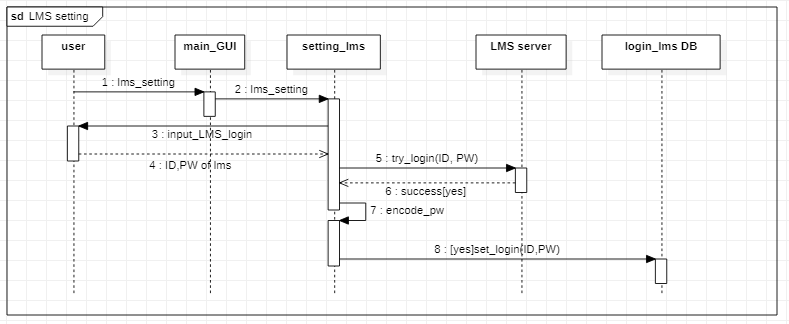 sd LMS setting
user
main_GUI
setting_lms
LMS server
login_lms DB
1 : lms_setting
2 : lms_setting
3 : input_LMS_login
4 : ID,PW of lms
5 : try_login(ID, PW)
6 : success[yes]
7 : encode_pw
8 : [yes]set_login(ID,PW)